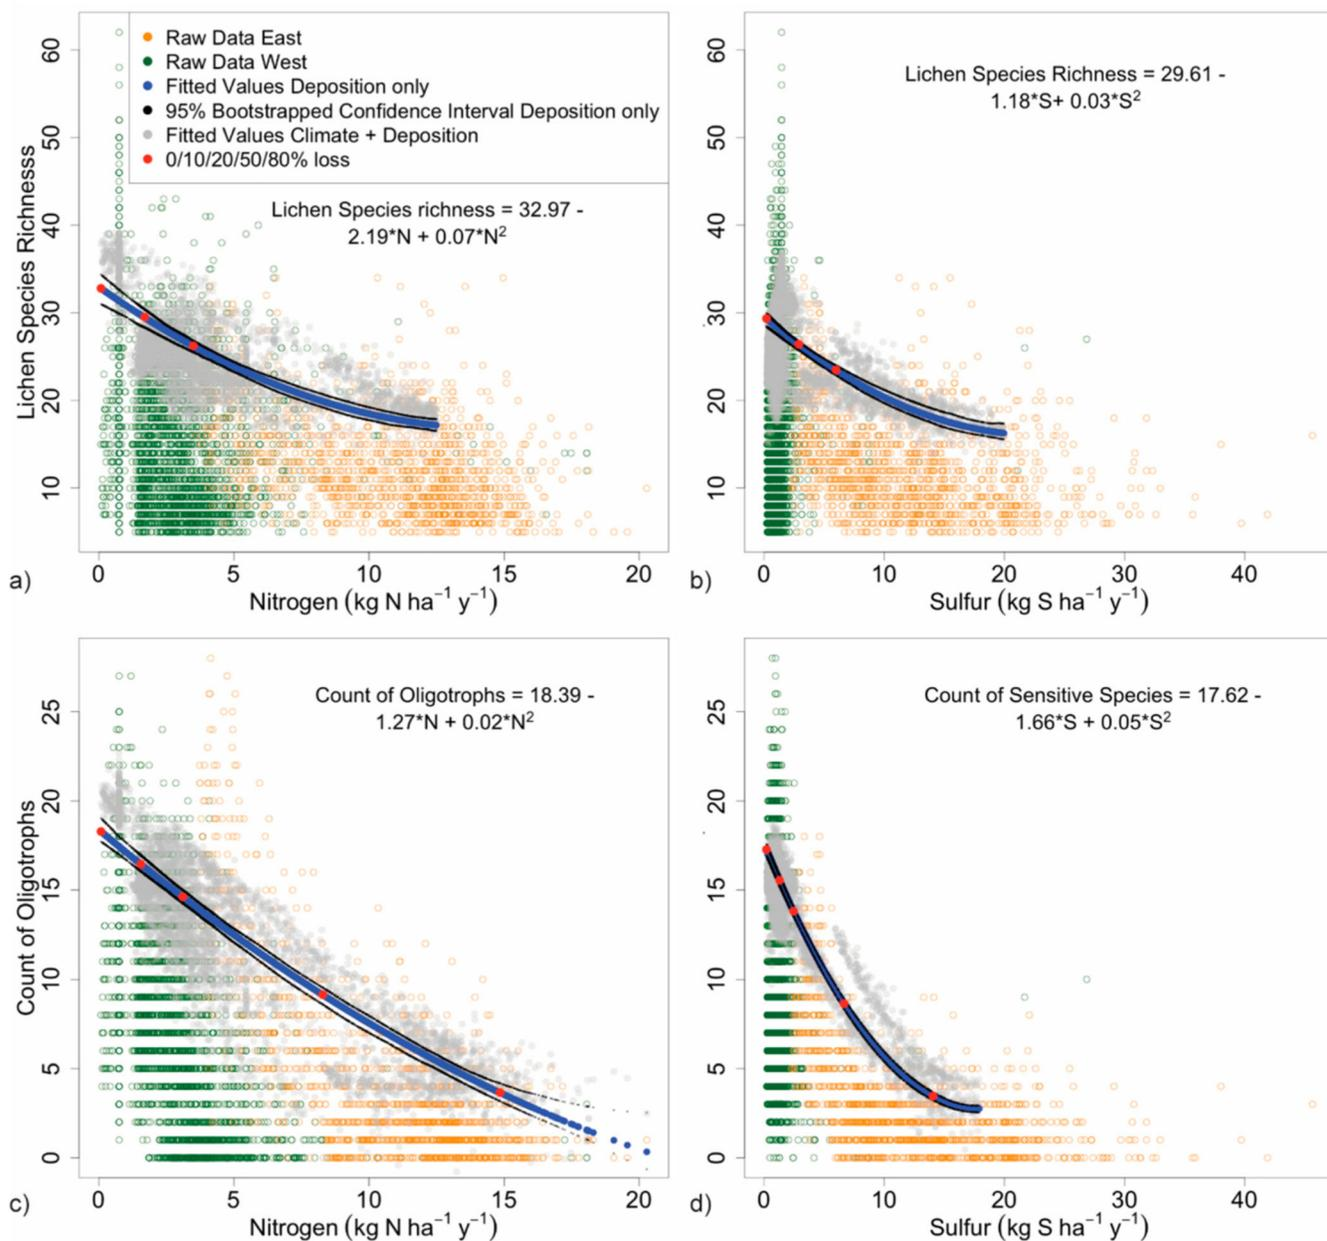 Raw Data East
Raw Data West
Fitted Values Deposition only
95% Bootstrapped Confidence Interval Deposition only
Fitted Values Climate + Deposition
0/10/20/50/80% loss
Lichen Species richness = 32.97 -
2.19*N + 0.07*N²
Lichen Species Richnesss
60
50
40
30
20
10
0 5 10 15 20
a)
Nitrogen (kg N ha⁻¹ y⁻¹)
Lichen Species Richness = 29.61 -
1.18*S+ 0.03*S²
60
50
40
30
20
10
0 10 20 30 40
b)
Sulfur (kg S ha⁻¹ y⁻¹)
Count of Oligotrophs = 18.39 -
1.27*N + 0.02*N²
Count of Oligotrophs
25
20
15
10
5
0
0 5 10 15 20
c)
Nitrogen (kg N ha⁻¹ y⁻¹)
Count of Sensitive Species = 17.62 -
1.66*S + 0.05*S²
25
20
15
10
5
0
0 10 20 30 40
d)
Sulfur (kg S ha⁻¹ y⁻¹)